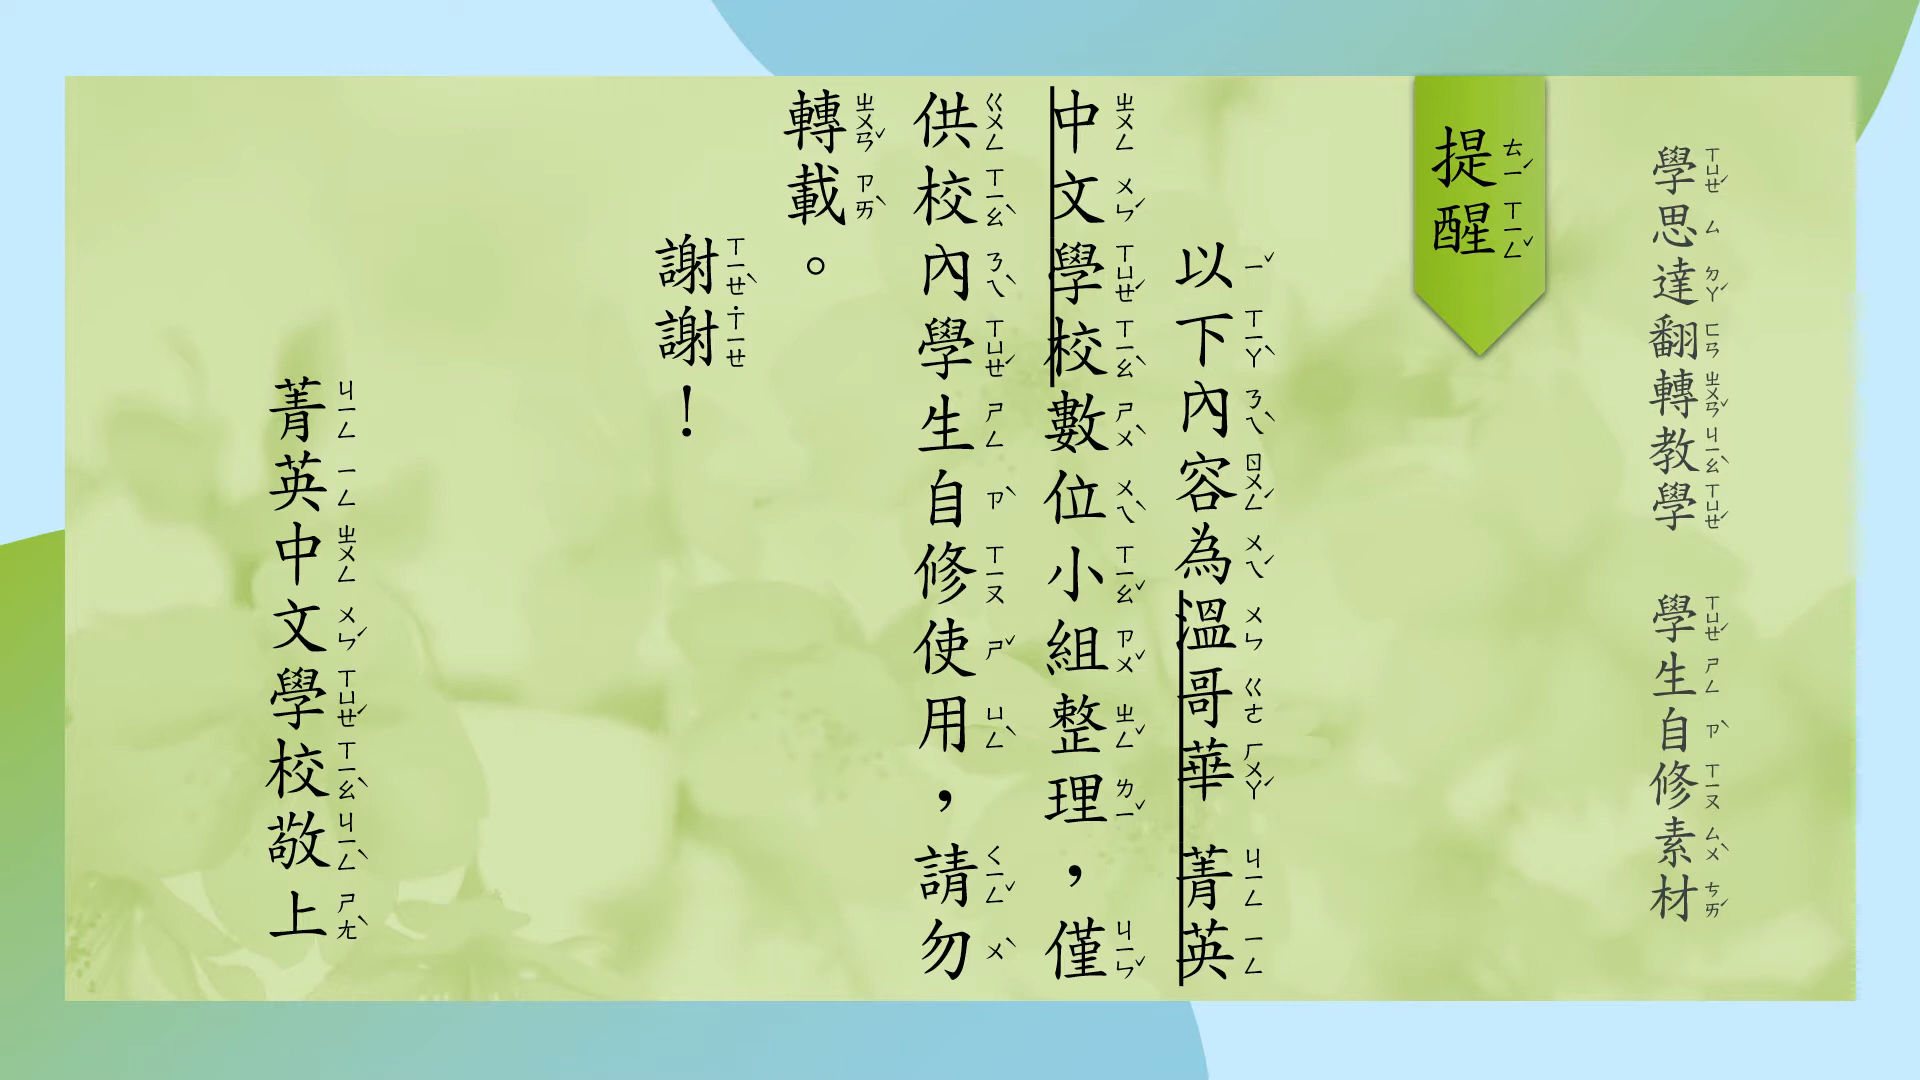 學思達翻轉教學 學生自修素材
提醒
以下內容為溫哥華 菁英
中文學校數位小組整理，僅
供校內學生自修使用，請勿
轉載。
謝謝！
菁英中文學校敬上